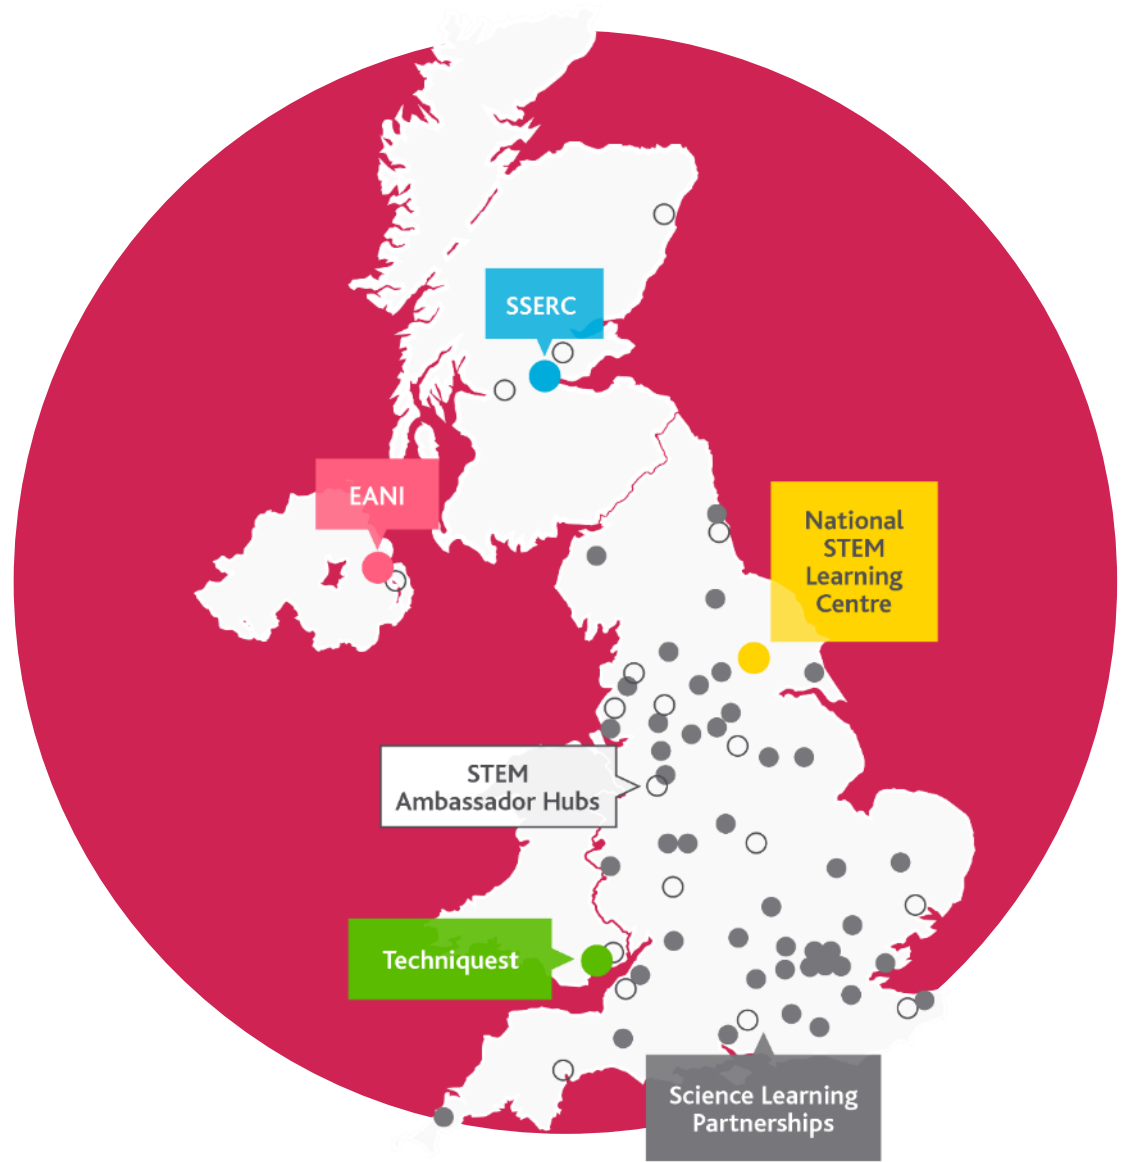 SSERC
EANI
National
STEM
Learning
Centre
STEM
Ambassador Hubs
Techniquest
Science Learning
Partnerships